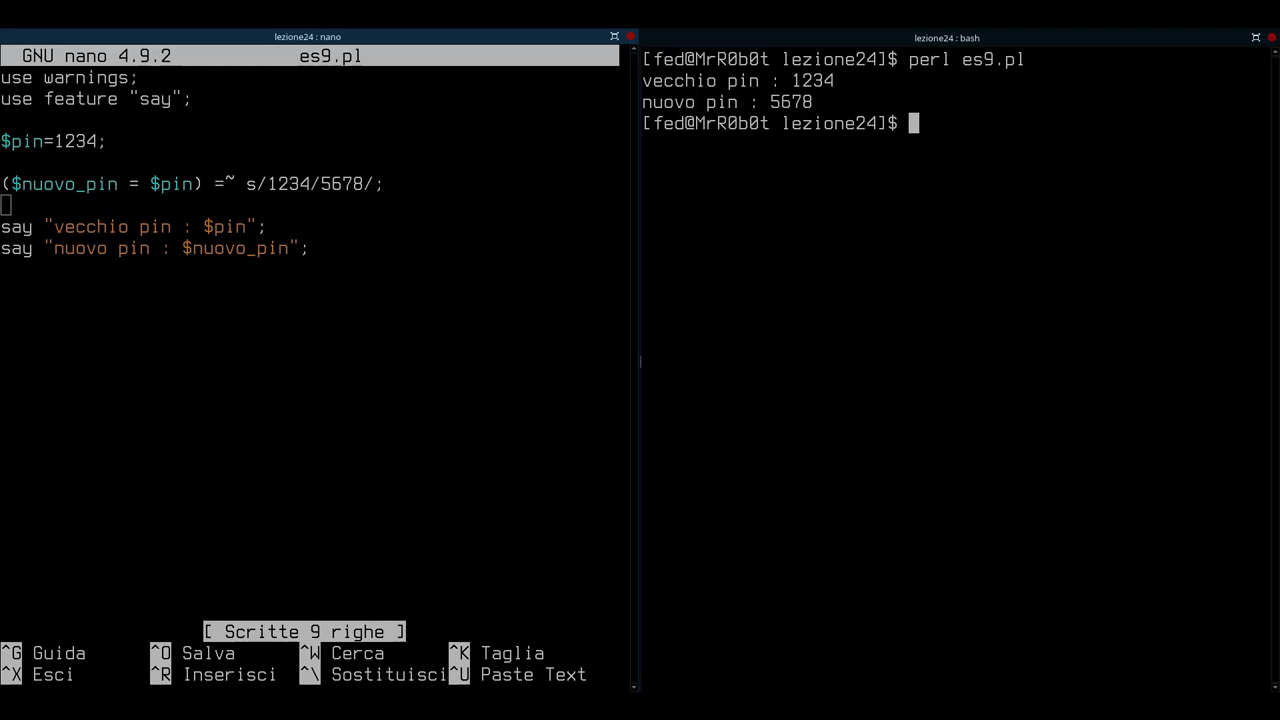 lezione24 : nano
GNU nano 4.9.2 es9.pl
use warnings;
use feature "say";
$pin=1234;
($nuovo_pin = $pin) =~ s/1234/5678/;
say "vecchio pin : $pin";
say "nuovo pin : $nuovo_pin";
[ Scritte 9 righe ]
^G Guida ^O Salva ^W Cerca ^K Taglia
^X Esci ^R Inserisci ^\ Sostituisci ^U Paste Text
lezione24 : bash
[fed@MrR0b0t lezione24]$ perl es9.pl
vecchio pin : 1234
nuovo pin : 5678
[fed@MrR0b0t lezione24]$